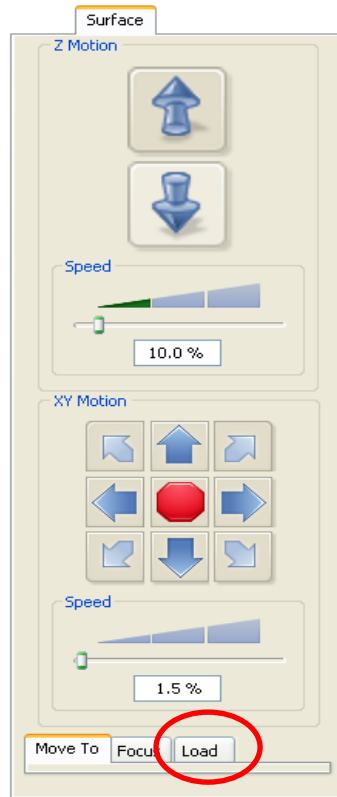 Surface
Z Motion
Speed
10.0 %
XY Motion
Speed
1.5 %
Move To Focus Load